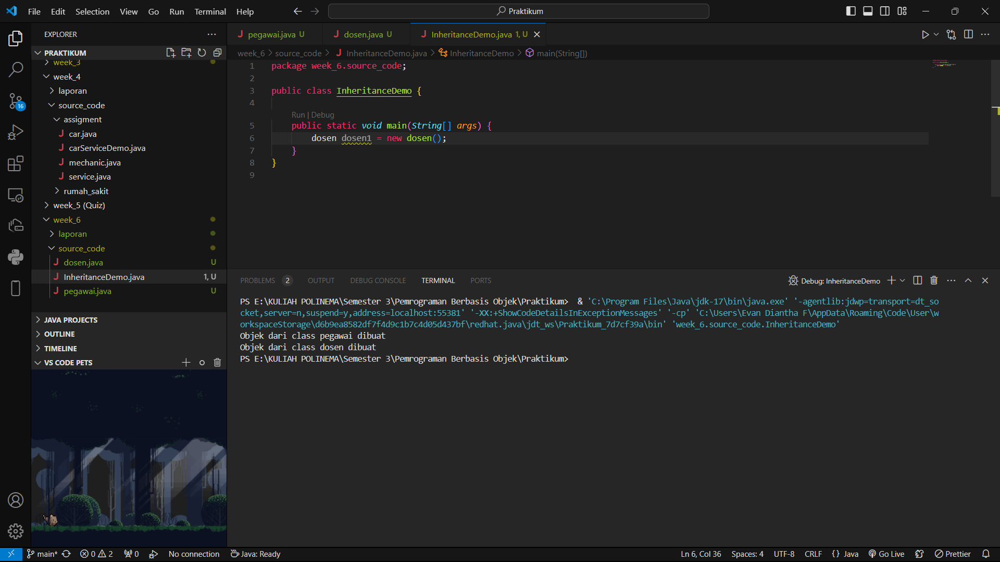 File Edit Selection View Go Run Terminal Help
Praktikum
EXPLORER
PRAKTIKUM
week_3
week_4
laporan
source_code
assigment
car.java
carServiceDemo.java
mechanic.java
service.java
rumah_sakit
week_5 (Quiz)
week_6
laporan
source_code
dosen.java U
InheritanceDemo.java 1, U
pegawai.java U
JAVA PROJECTS
OUTLINE
TIMELINE
VS CODE PETS
16
pegawai.java U dosen.java U InheritanceDemo.java 1, U
week_6 > source_code > InheritanceDemo.java > InheritanceDemo > main(String[])
1 package week_6.source_code;
2
3 public class InheritanceDemo {
4
Run | Debug
5 public static void main(String[] args) {
6 dosen dosen1 = new dosen();
7 }
8 }
9
PROBLEMS 2 OUTPUT DEBUG CONSOLE TERMINAL PORTS
Debug: InheritanceDemo
PS E:\KULIAH POLINEMA\Semester 3\Pemrograman Berbasis Objek\Praktikum>  & 'C:\Program Files\Java\jdk-17\bin\java.exe' '-agentlib:jdwp=transport=dt_so
cket,server=n,suspend=y,address=localhost:55381' '-XX:+ShowCodeDetailsInExceptionMessages' '-cp' 'C:\Users\Evan Diantha F\AppData\Roaming\Code\User\w
orkspaceStorage\d6b9ea8582df7f4d9c1b7c4d05d437bf\redhat.java\jdt_ws\Praktikum_7d7cf39a\bin' 'week_6.source_code.InheritanceDemo'
Objek dari class pegawai dibuat
Objek dari class dosen dibuat
PS E:\KULIAH POLINEMA\Semester 3\Pemrograman Berbasis Objek\Praktikum>
main* 0 2 0 No connection Java: Ready
Ln 6, Col 36 Spaces: 4 UTF-8 CRLF {} Java Go Live Prettier